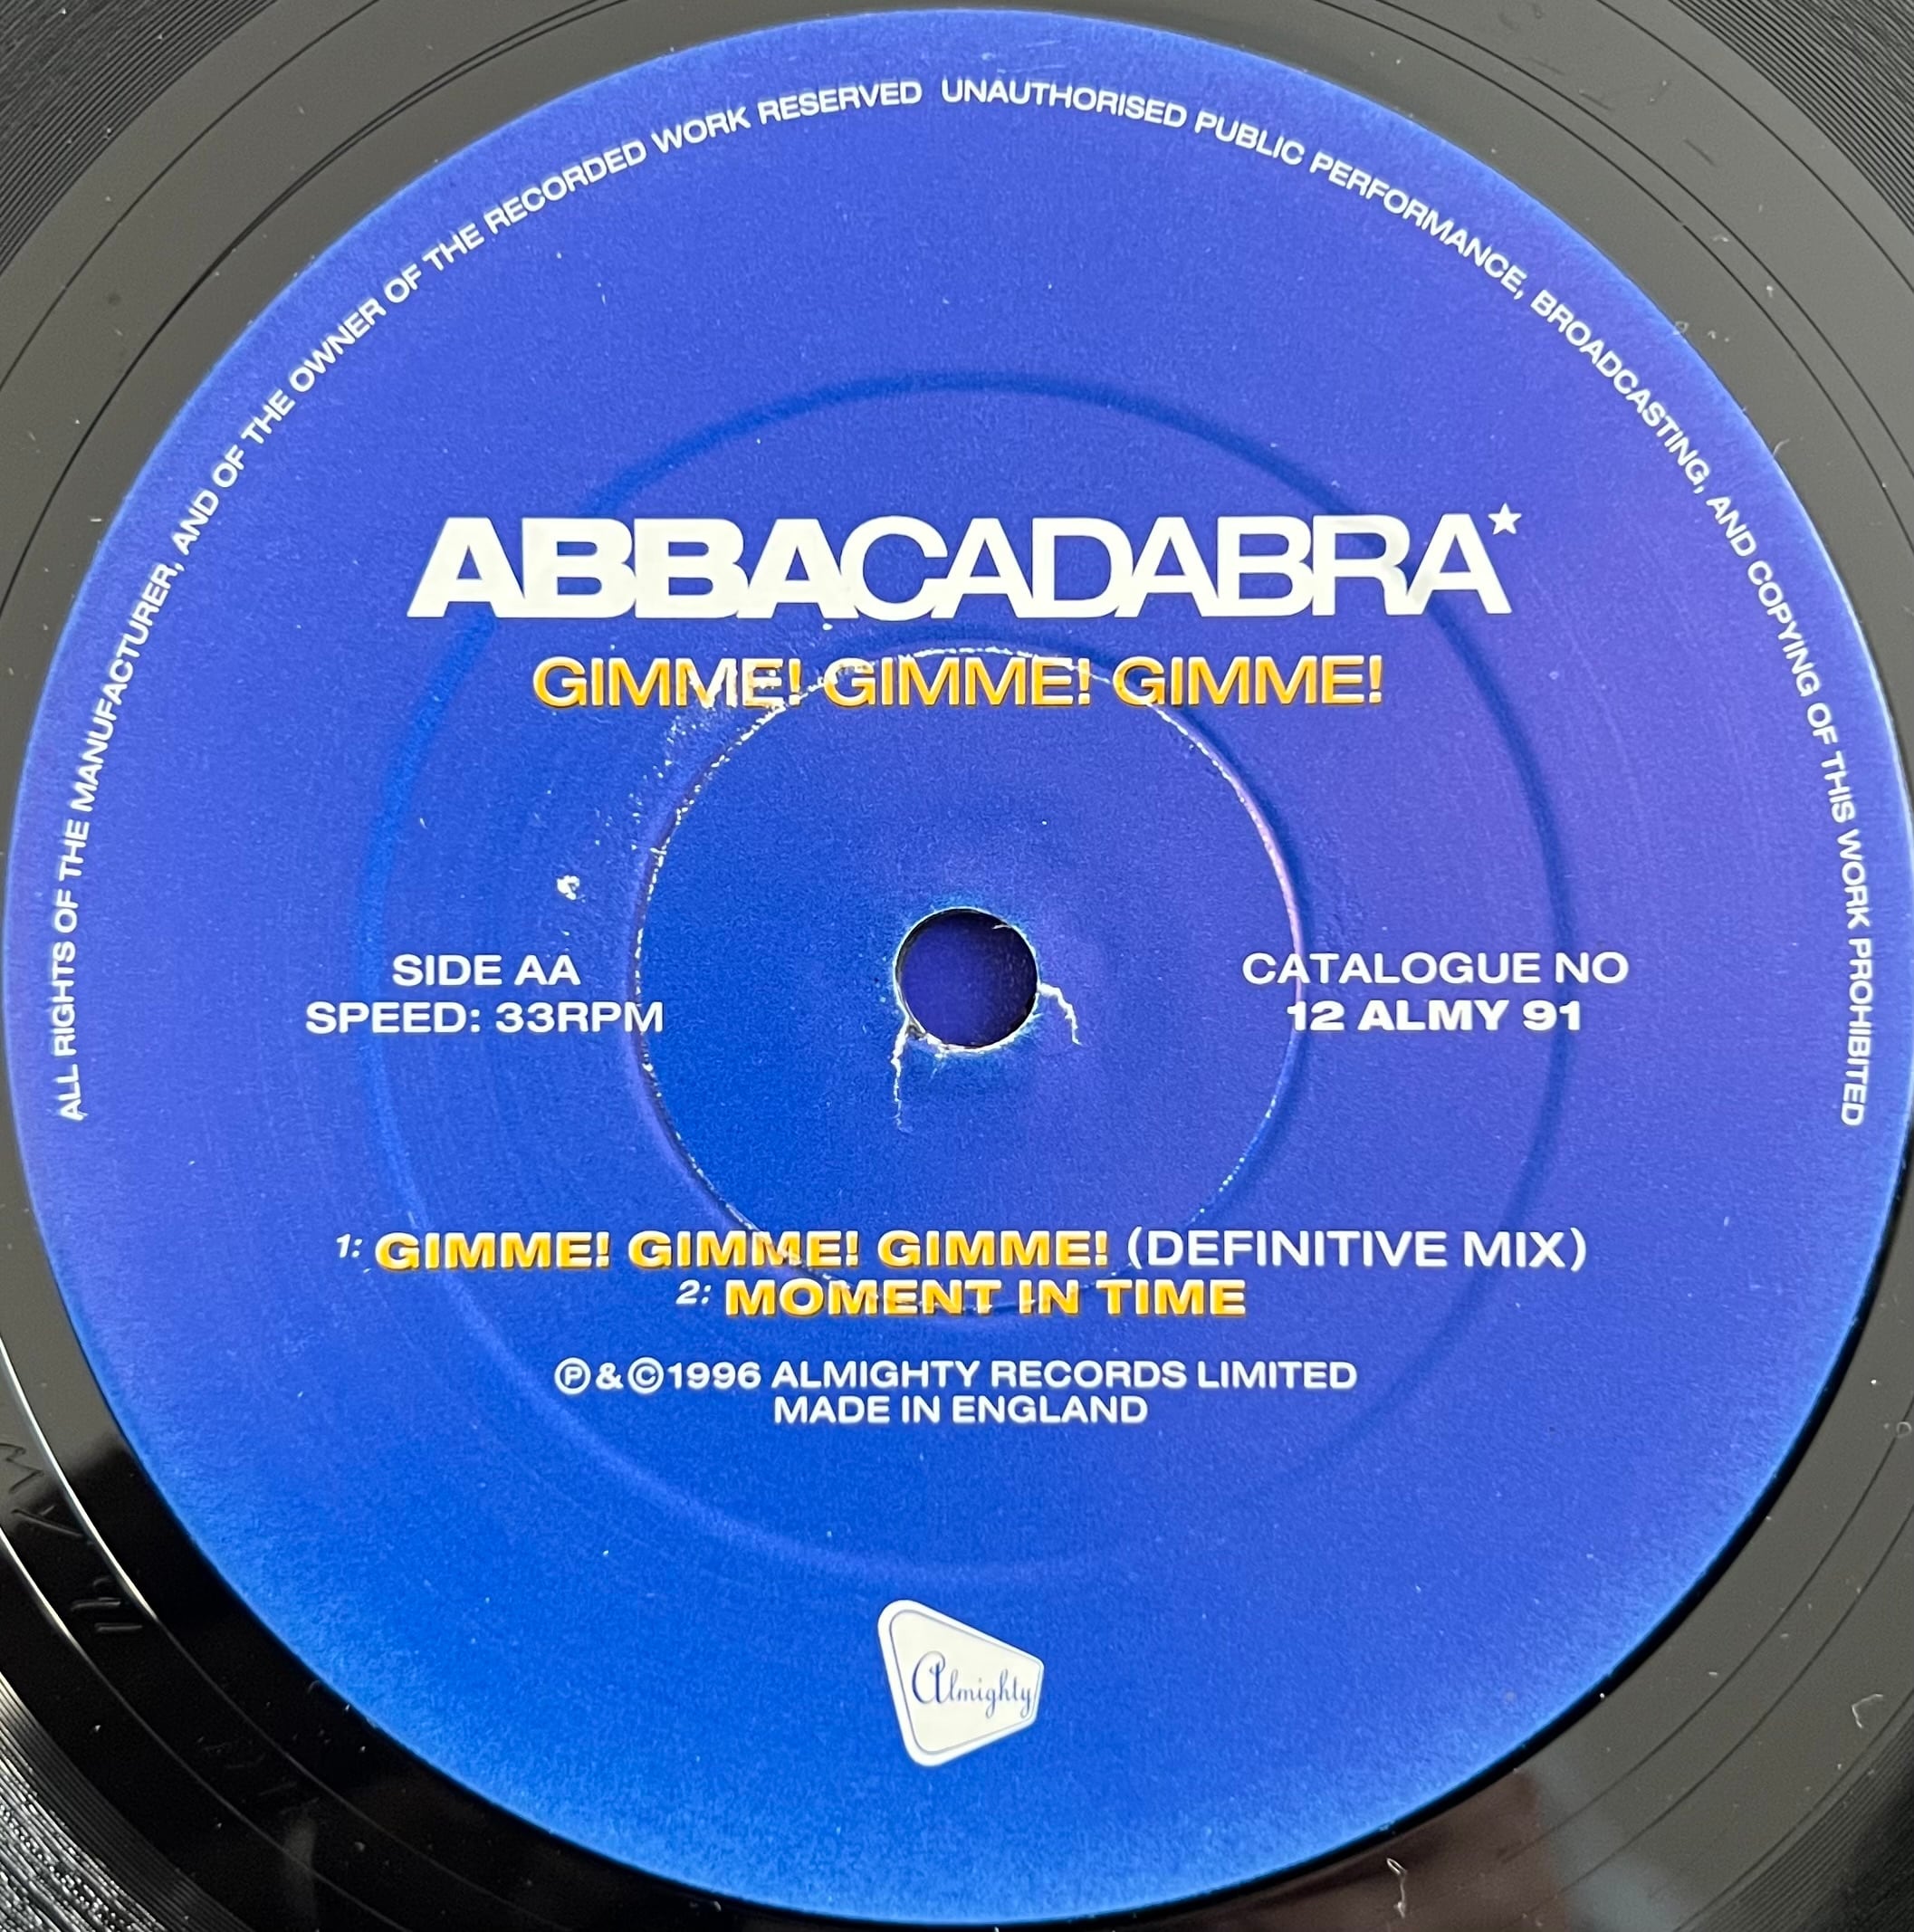 ALL RIGHTS OF THE MANUFACTURER, AND OF THE OWNER OF THE RECORDED WORK RESERVED UNAUTHORISED PUBLIC PERFORMANCE, BROADCASTING, AND COPYING OF THIS WORK PROHIBITED
ABBACADABRA*
GIMME! GIMME! GIMME!
SIDE AA
SPEED: 33RPM
CATALOGUE NO
12 ALMY 91
1: GIMME! GIMME! GIMME! (DEFINITIVE MIX)
2: MOMENT IN TIME
℗&©1996 ALMIGHTY RECORDS LIMITED
MADE IN ENGLAND
Almighty